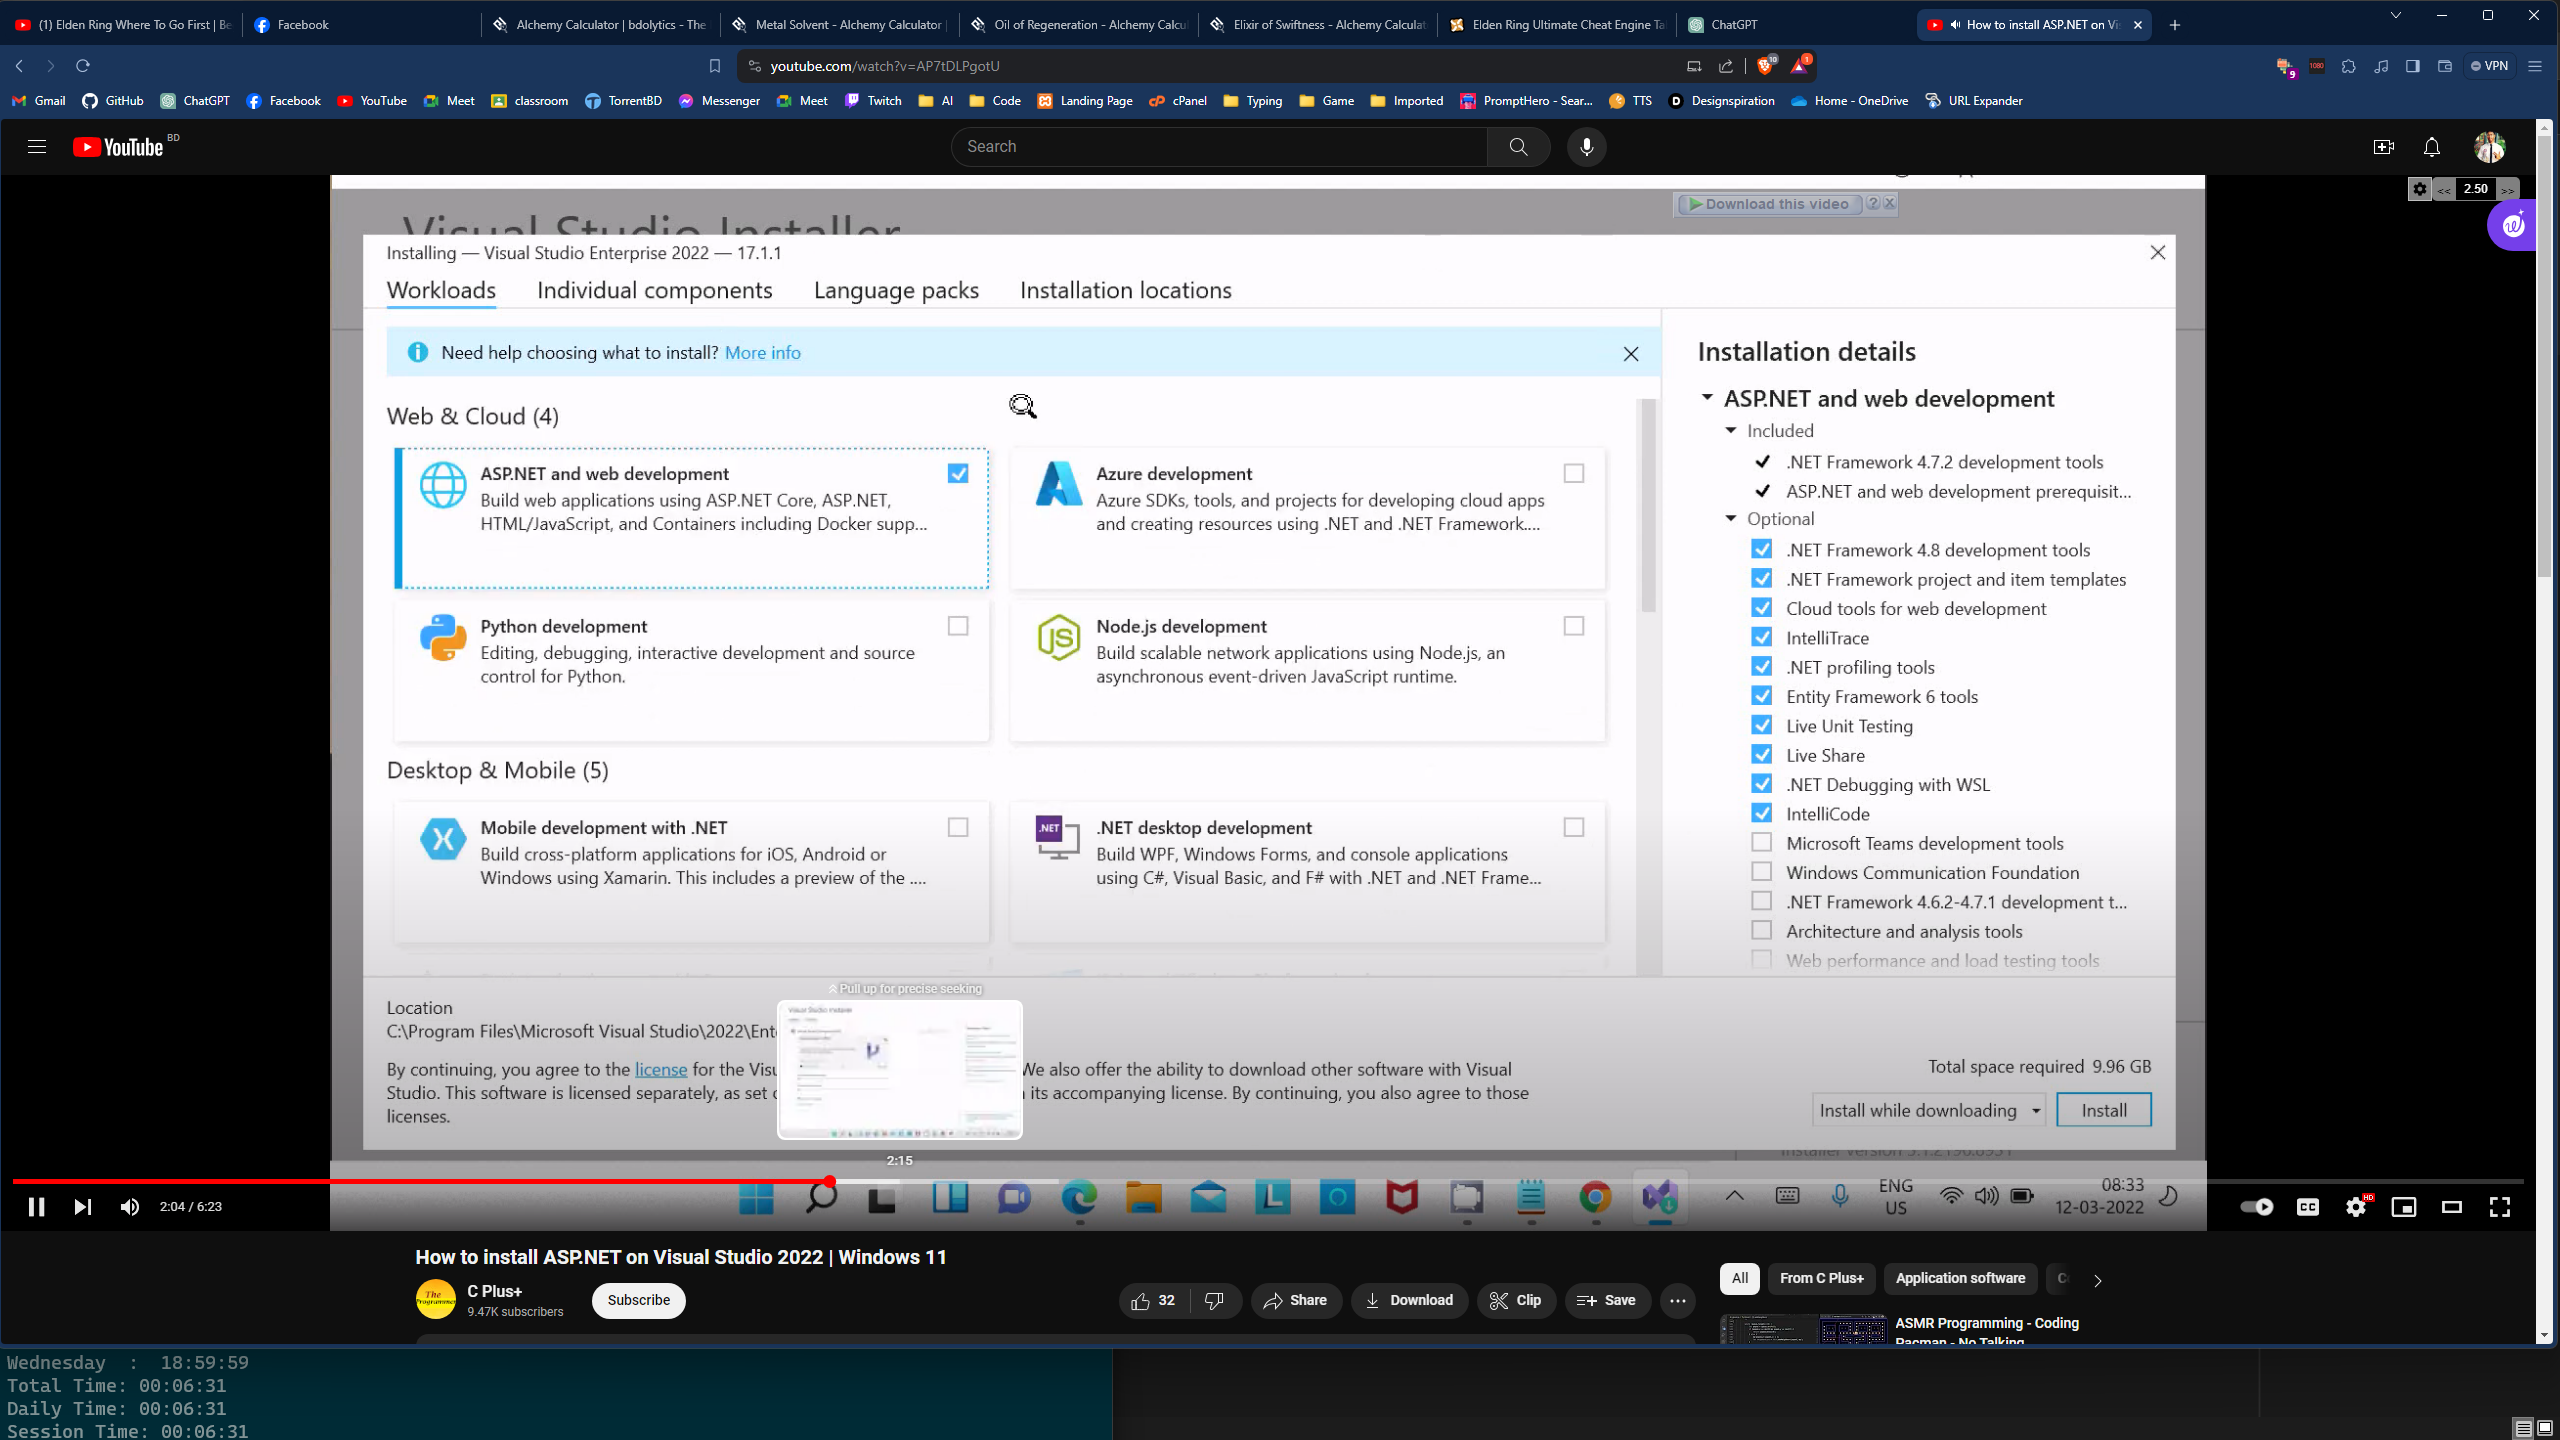 (1) Elden Ring Where To Go First | Be
Facebook
Alchemy Calculator | bdolytics - The
Metal Solvent - Alchemy Calculator
Oil of Regeneration - Alchemy Calcu
Elixir of Swiftness - Alchemy Calculat
Elden Ring Ultimate Cheat Engine Ta
ChatGPT
How to install ASP.NET on Vi
youtube.com/watch?v=AP7tDLPgotU
10
1
9
1080
VPN
Gmail GitHub ChatGPT Facebook YouTube Meet classroom TorrentBD Messenger Meet Twitch AI Code Landing Page cPanel Typing Game Imported PromptHero - Sear... TTS Designspiration Home - OneDrive URL Expander
YouTube BD
Search
<< 2.50 >>
Download this video ? X
Visual Studio Installer
Installing — Visual Studio Enterprise 2022 — 17.1.1
Workloads Individual components Language packs Installation locations
Need help choosing what to install? More info
Web & Cloud (4)
ASP.NET and web development
Build web applications using ASP.NET Core, ASP.NET,
HTML/JavaScript, and Containers including Docker supp...
Azure development
Azure SDKs, tools, and projects for developing cloud apps
and creating resources using .NET and .NET Framework....
Python development
Editing, debugging, interactive development and source
control for Python.
JS
Node.js development
Build scalable network applications using Node.js, an
asynchronous event-driven JavaScript runtime.
Desktop & Mobile (5)
Mobile development with .NET
Build cross-platform applications for iOS, Android or
Windows using Xamarin. This includes a preview of the ....
.NET
.NET desktop development
Build WPF, Windows Forms, and console applications
using C#, Visual Basic, and F# with .NET and .NET Frame...
Installation details
ASP.NET and web development
Included
.NET Framework 4.7.2 development tools
ASP.NET and web development prerequisit...
Optional
.NET Framework 4.8 development tools
.NET Framework project and item templates
Cloud tools for web development
IntelliTrace
.NET profiling tools
Entity Framework 6 tools
Live Unit Testing
Live Share
.NET Debugging with WSL
IntelliCode
Microsoft Teams development tools
Windows Communication Foundation
.NET Framework 4.6.2-4.7.1 development t...
Architecture and analysis tools
Web performance and load testing tools
Pull up for precise seeking
Location
C:\Program Files\Microsoft Visual Studio\2022\Ent
By continuing, you agree to the license for the Visu We also offer the ability to download other software with Visual
Studio. This software is licensed separately, as set o its accompanying license. By continuing, you also agree to those
licenses.
Visual Studio Installer
Total space required 9.96 GB
Install while downloading
Install
2:15
2:04 / 6:23
ENG
US
08:33
12-03-2022
CC
HD
How to install ASP.NET on Visual Studio 2022 | Windows 11
The
Programmer
C Plus+
9.47K subscribers
Subscribe
32
Share
Download
Clip
Save
All
From C Plus+
Application software
ASMR Programming - Coding
Pacman - No Talking
Wednesday : 18:59:59
Total Time: 00:06:31
Daily Time: 00:06:31
Session Time: 00:06:31